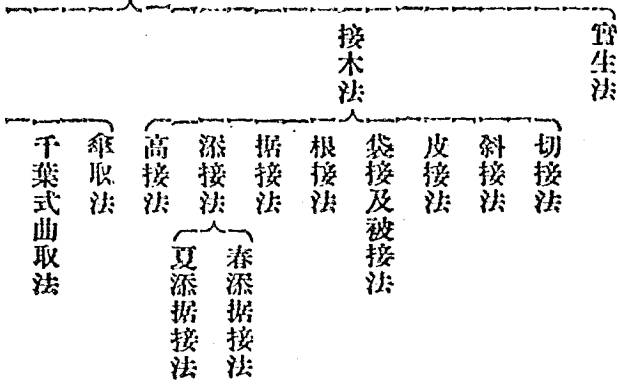 實生法
接木法
切接法
斜接法
皮接法
袋接及被接法
根接法
据接法
添接法
春添据接法
夏添据接法
高接法
傘取法
千葉式曲取法